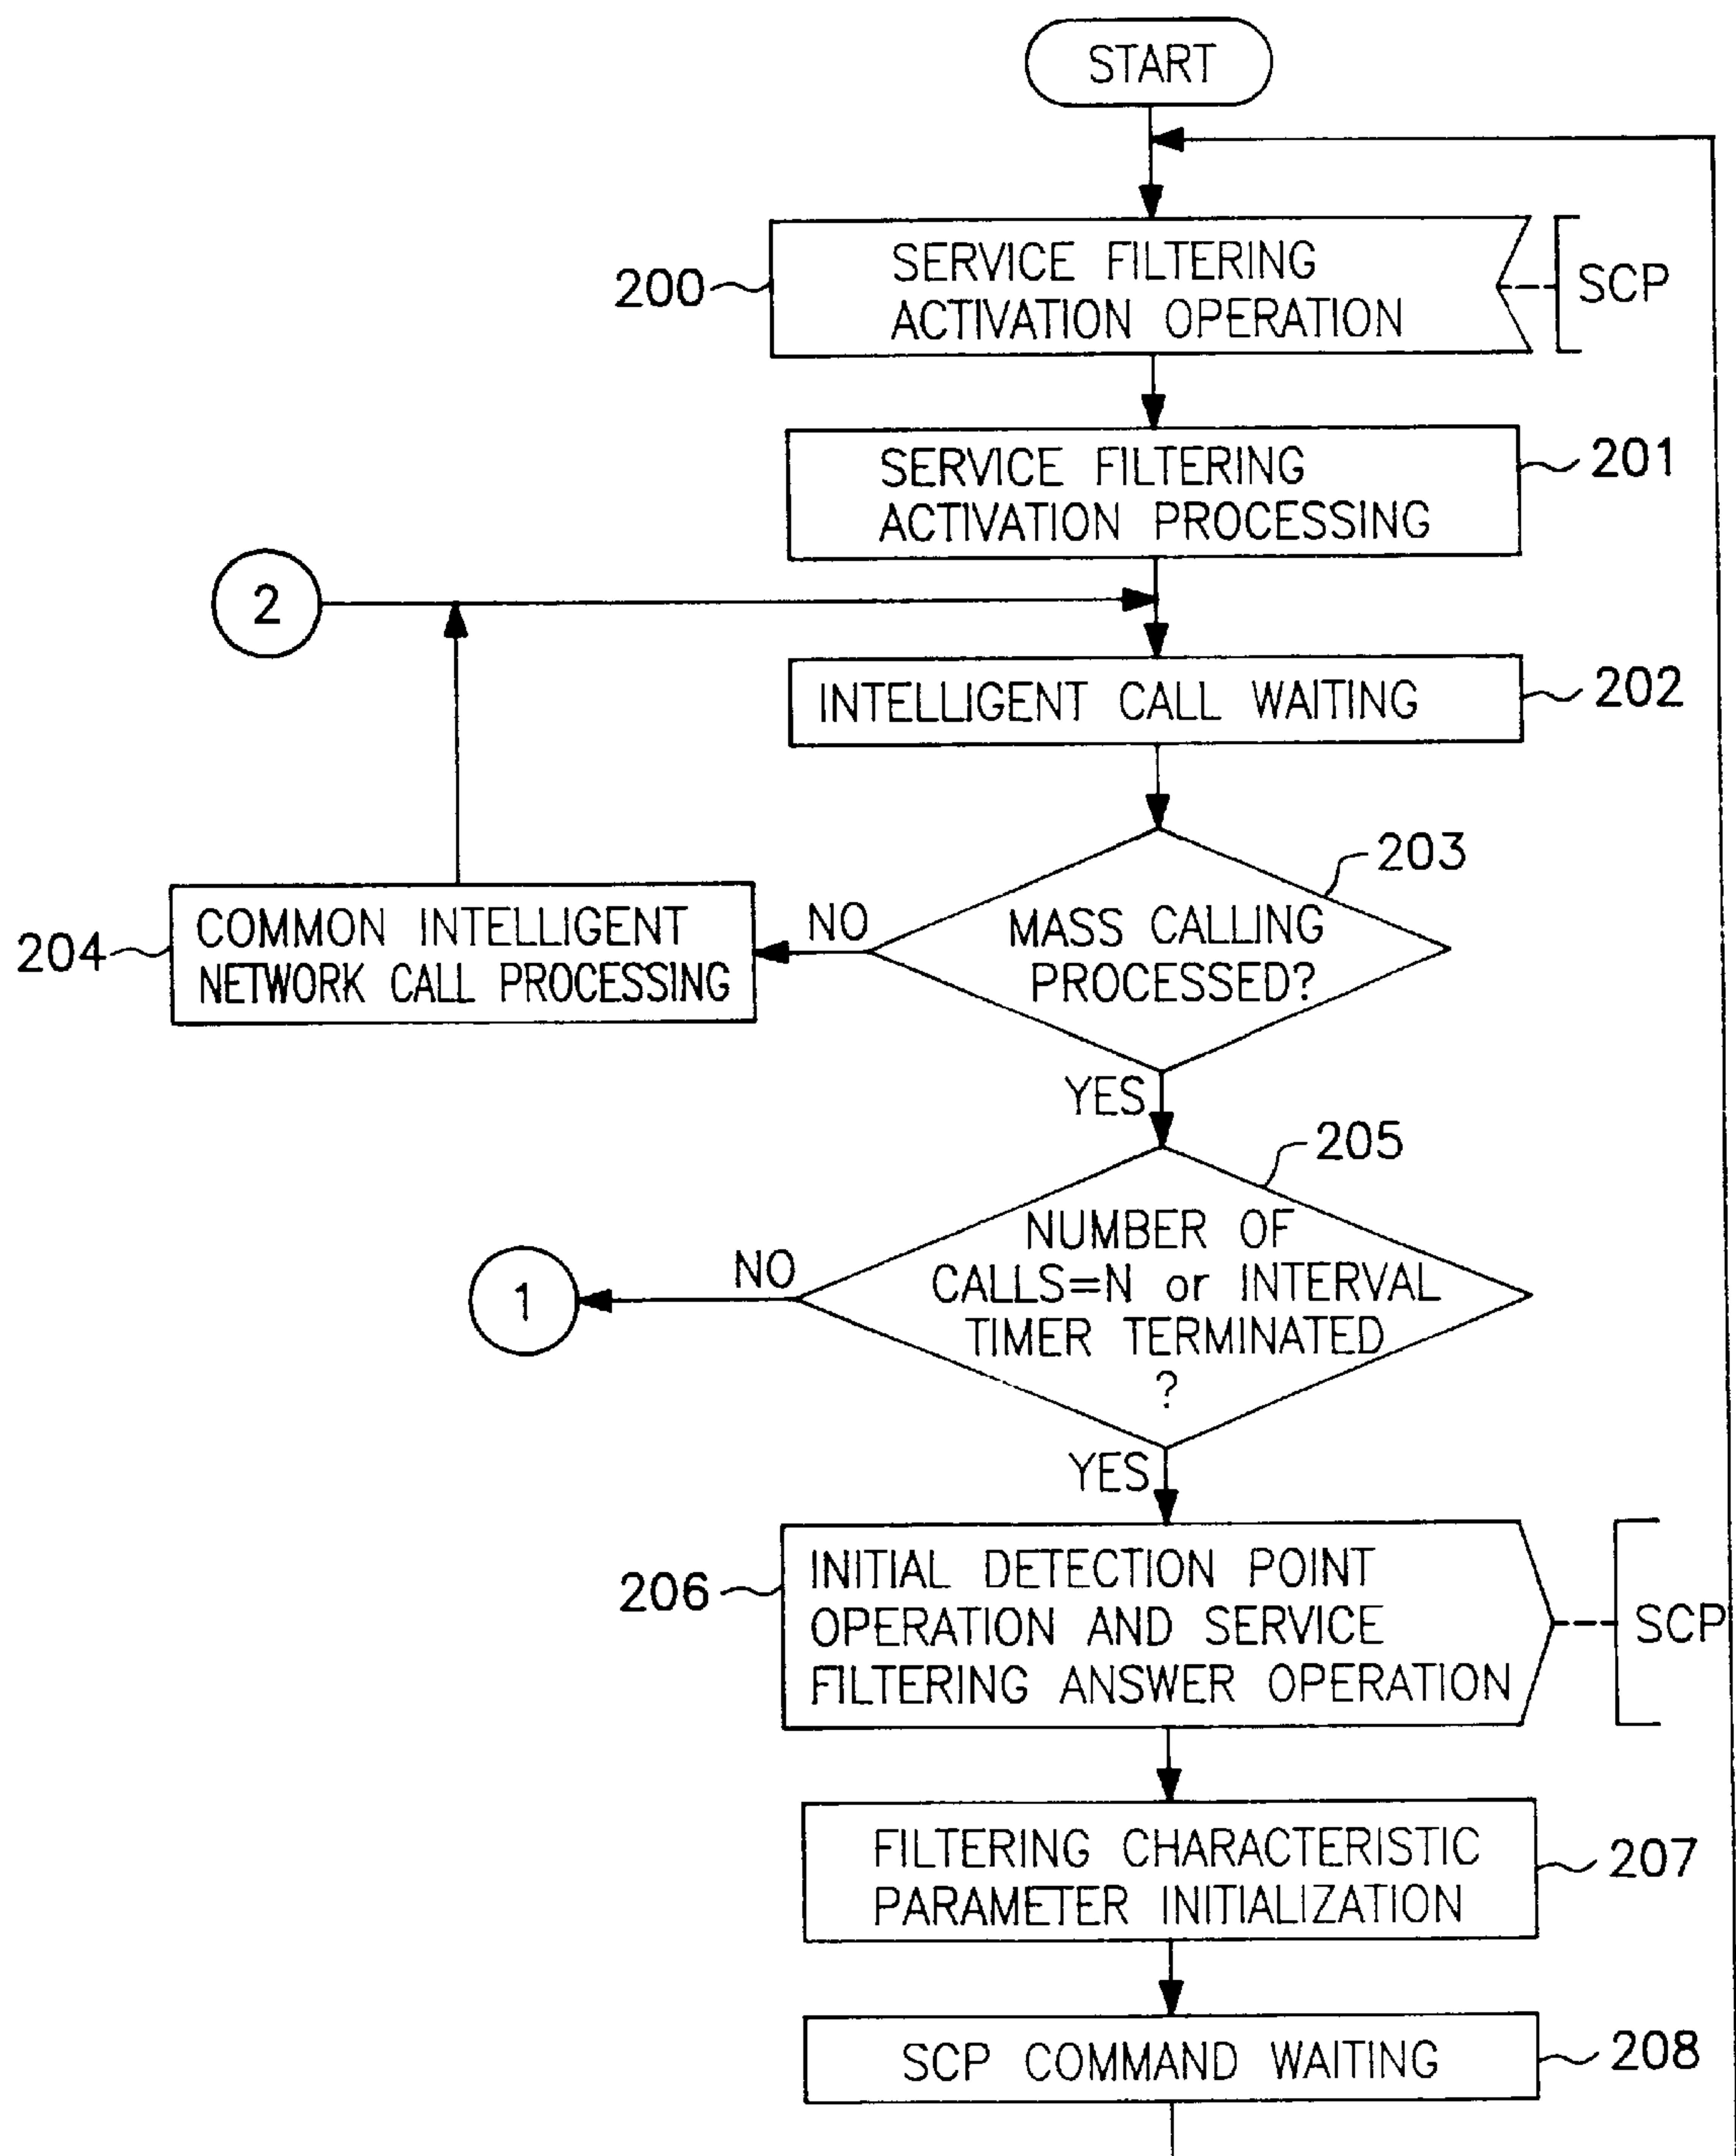 START
200
SERVICE FILTERING
ACTIVATION OPERATION
SCP
SERVICE FILTERING
ACTIVATION PROCESSING
201
2
INTELLIGENT CALL WAITING
202
203
MASS CALLING
PROCESSED?
NO
COMMON INTELLIGENT
NETWORK CALL PROCESSING
204
YES
205
NUMBER OF
CALLS=N or INTERVAL
TIMER TERMINATED
?
NO
1
YES
206
INITIAL DETECTION POINT
OPERATION AND SERVICE
FILTERING ANSWER OPERATION
SCP
FILTERING CHARACTERISTIC
PARAMETER INITIALIZATION
207
SCP COMMAND WAITING
208